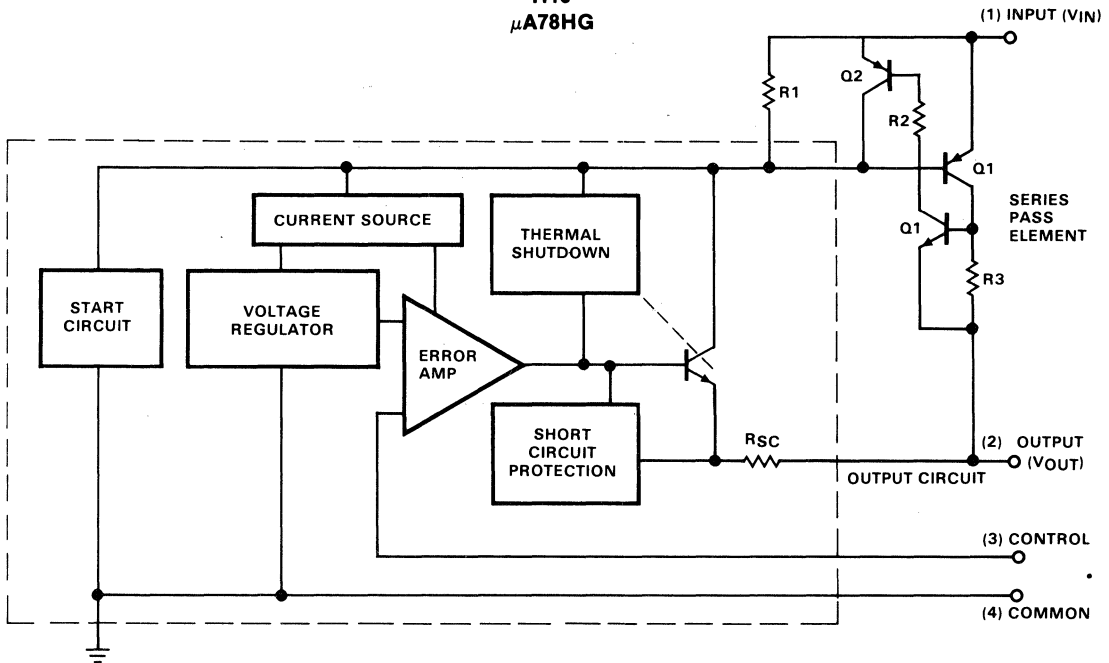 μA78HG
(1) INPUT (VIN)
Q2
R1
R2
Q1
SERIES
PASS
ELEMENT
Q1
R3
CURRENT SOURCE
THERMAL
SHUTDOWN
START
CIRCUIT
VOLTAGE
REGULATOR
ERROR
AMP
SHORT
CIRCUIT
PROTECTION
RSC
(2) OUTPUT
(VOUT)
OUTPUT CIRCUIT
(3) CONTROL
(4) COMMON